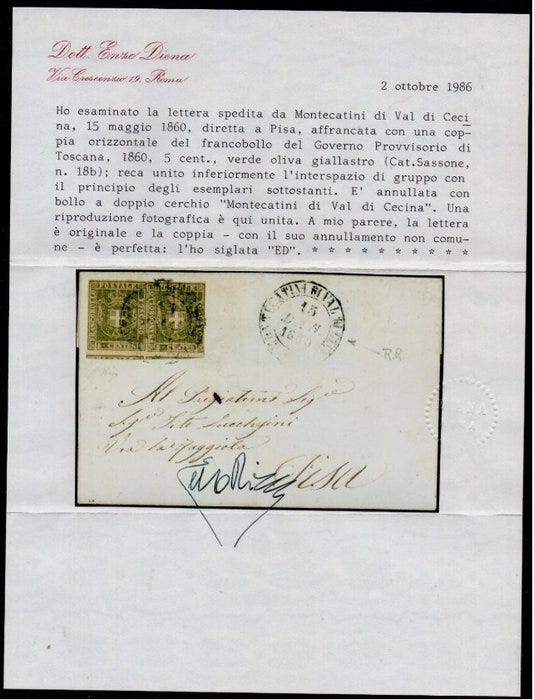 Dott. Enzo Diena
Via Crescenzio 19, Roma
2 ottobre 1986
Ho esaminato la lettera spedita da Montecatini di Val di Ceci
na, 15 maggio 1860, diretta a Pisa, affrancata con una cop-
pia orizzontale del francobollo del Governo Provvisorio di
Toscana, 1860, 5 cent., verde oliva giallastro (Cat.Sassone,
n. 18b); reca unito inferiormente l'interspazio di gruppo con
il principio degli esemplari sottostanti. E' annullata con
bollo a doppio cerchio "Montecatini di Val di Cecina". Una
riproduzione fotografica è qui unita. A mio parere, la lettera
è originale e la coppia - con il suo annullamento non comu-
ne - è perfetta: l'ho siglata "ED". * * * * * * * * * *
15
1860
R.R
Via la Faggiola
Pisa